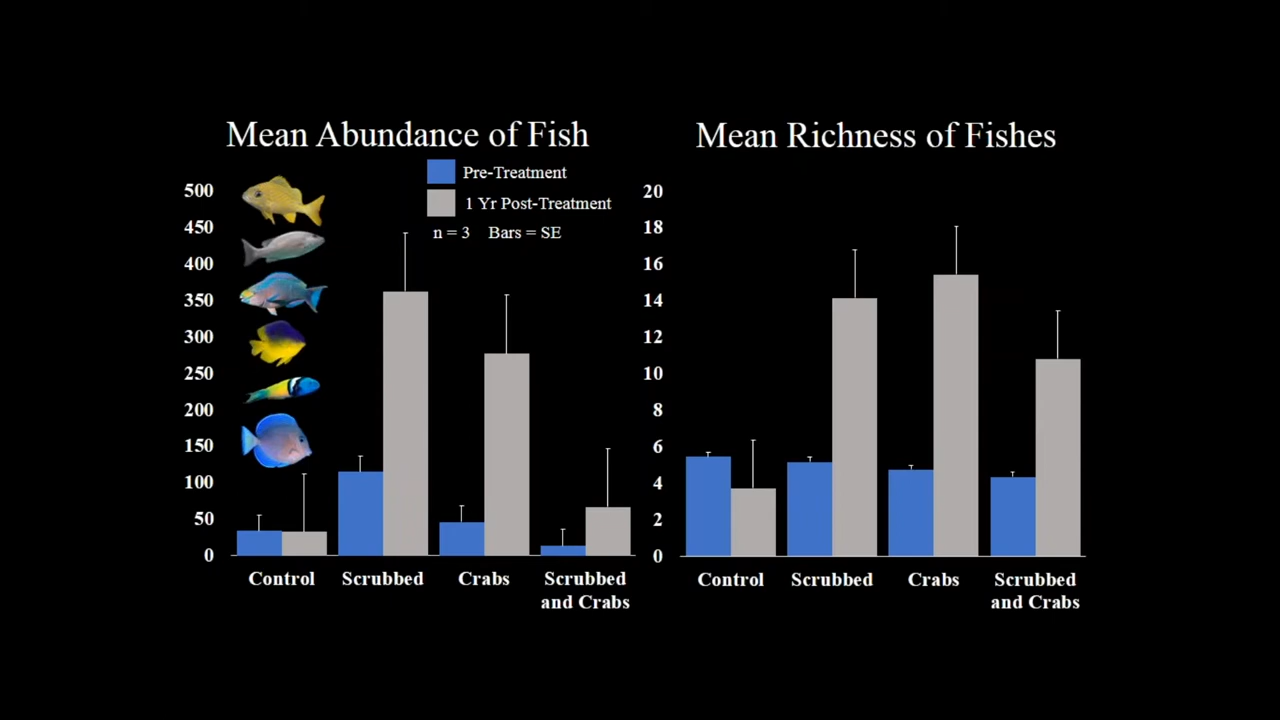 Mean Abundance of Fish
Pre-Treatment
1 Yr Post-Treatment
n = 3 Bars = SE
500
450
400
350
300
250
200
150
100
50
0
Control
Scrubbed
Crabs
Scrubbed
and Crabs
Mean Richness of Fishes
20
18
16
14
12
10
8
6
4
2
0
Control
Scrubbed
Crabs
Scrubbed
and Crabs